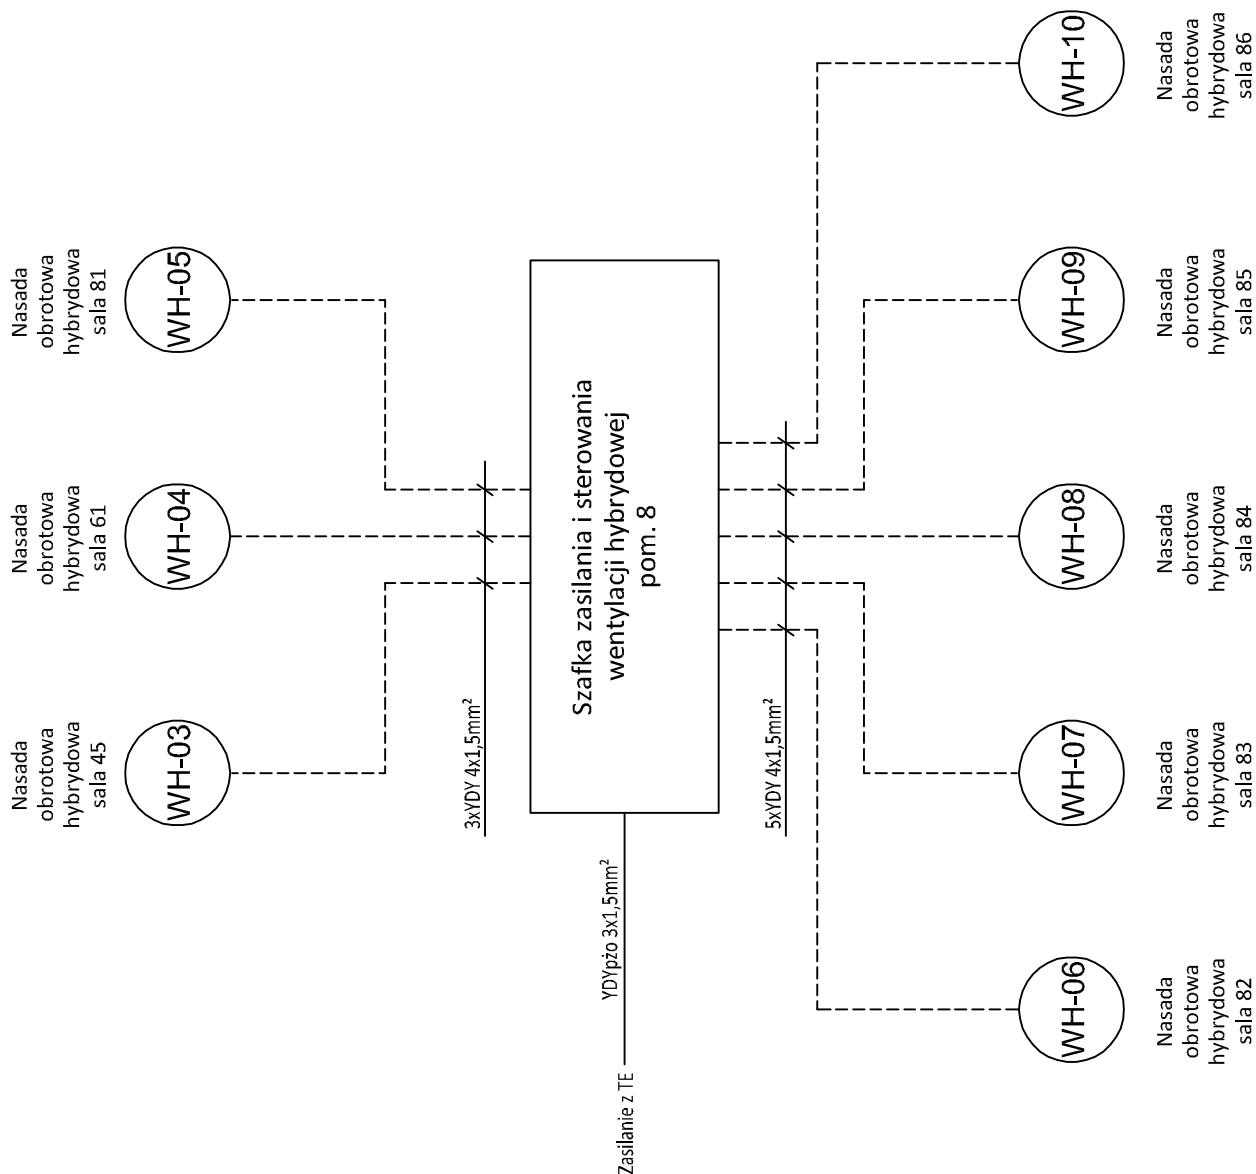 Nasada
obrotowa
hybrydowa
sala 45
WH-03
Nasada
obrotowa
hybrydowa
sala 61
WH-04
Nasada
obrotowa
hybrydowa
sala 81
WH-05
3xYDY 4x1,5mm²
Zasilanie z TE
YDYpżo 3x1,5mm²
Szafka zasilania i sterowania
wentylacji hybrydowej
pom. 8
5xYDY 4x1,5mm²
WH-06
Nasada
obrotowa
hybrydowa
sala 82
WH-07
Nasada
obrotowa
hybrydowa
sala 83
WH-08
Nasada
obrotowa
hybrydowa
sala 84
WH-09
Nasada
obrotowa
hybrydowa
sala 85
WH-10
Nasada
obrotowa
hybrydowa
sala 86